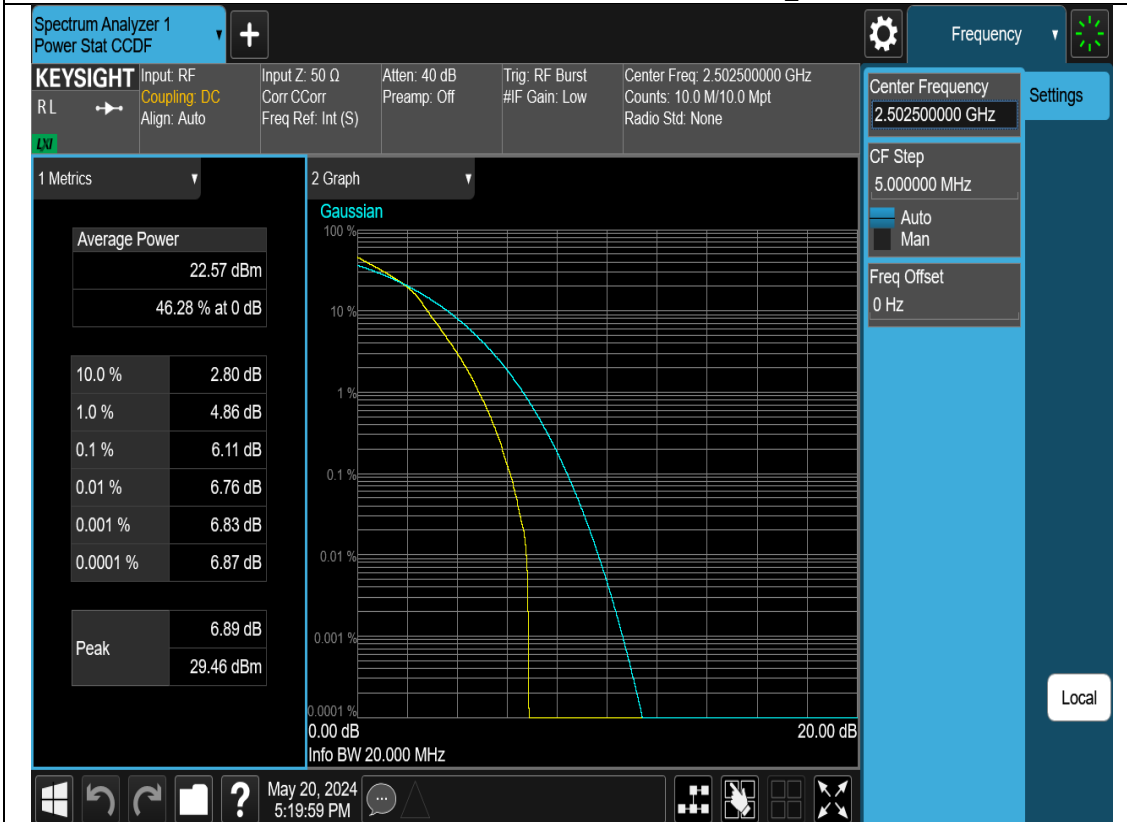 Spectrum Analyzer 1
Power Stat CCDF
+
Frequency
KEYSIGHT
RL
LXI
Input: RF
Coupling: DC
Align: Auto
Input Z: 50 Ω
Corr CCorr
Freq Ref: Int (S)
Atten: 40 dB
Preamp: Off
Trig: RF Burst
#IF Gain: Low
Center Freq: 2.502500000 GHz
Counts: 10.0 M/10.0 Mpt
Radio Std: None
Center Frequency
2.502500000 GHz
Settings
CF Step
5.000000 MHz
Auto
Man
Freq Offset
0 Hz
Local
1 Metrics
Average Power
22.57 dBm
46.28 % at 0 dB
10.0 % 2.80 dB
1.0 % 4.86 dB
0.1 % 6.11 dB
0.01 % 6.76 dB
0.001 % 6.83 dB
0.0001 % 6.87 dB
Peak
6.89 dB
29.46 dBm
2 Graph
Gaussian
100 %
10 %
1 %
0.1 %
0.01 %
0.001 %
0.0001 %
0.00 dB 20.00 dB
Info BW 20.000 MHz
?
May 20, 2024
5:19:59 PM